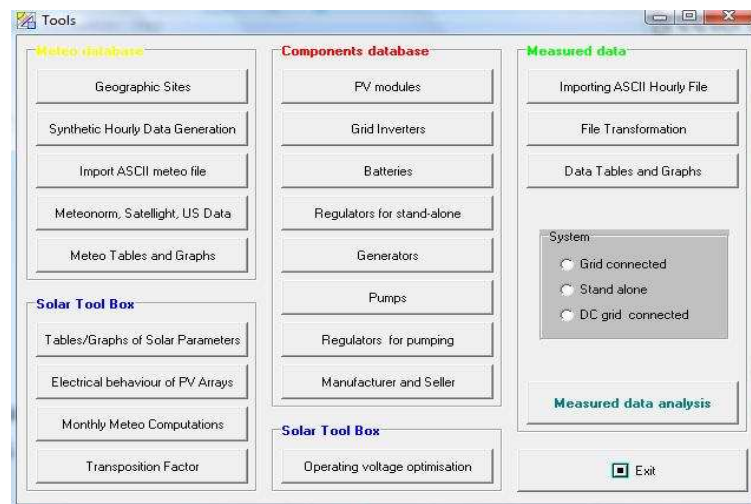 Tools
Meteo database
Geographic Sites
Synthetic Hourly Data Generation
Import ASCII meteo file
Meteonorm, Satellight, US Data
Meteo Tables and Graphs
Solar Tool Box
Tables/Graphs of Solar Parameters
Electrical behaviour of PV Arrays
Monthly Meteo Computations
Transposition Factor
Components database
PV modules
Grid Inverters
Batteries
Regulators for stand-alone
Generators
Pumps
Regulators for pumping
Manufacturer and Seller
Solar Tool Box
Operating voltage optimisation
Measured data
Importing ASCII Hourly File
File Transformation
Data Tables and Graphs
System
Grid connected
Stand alone
DC grid connected
Measured data analysis
Exit